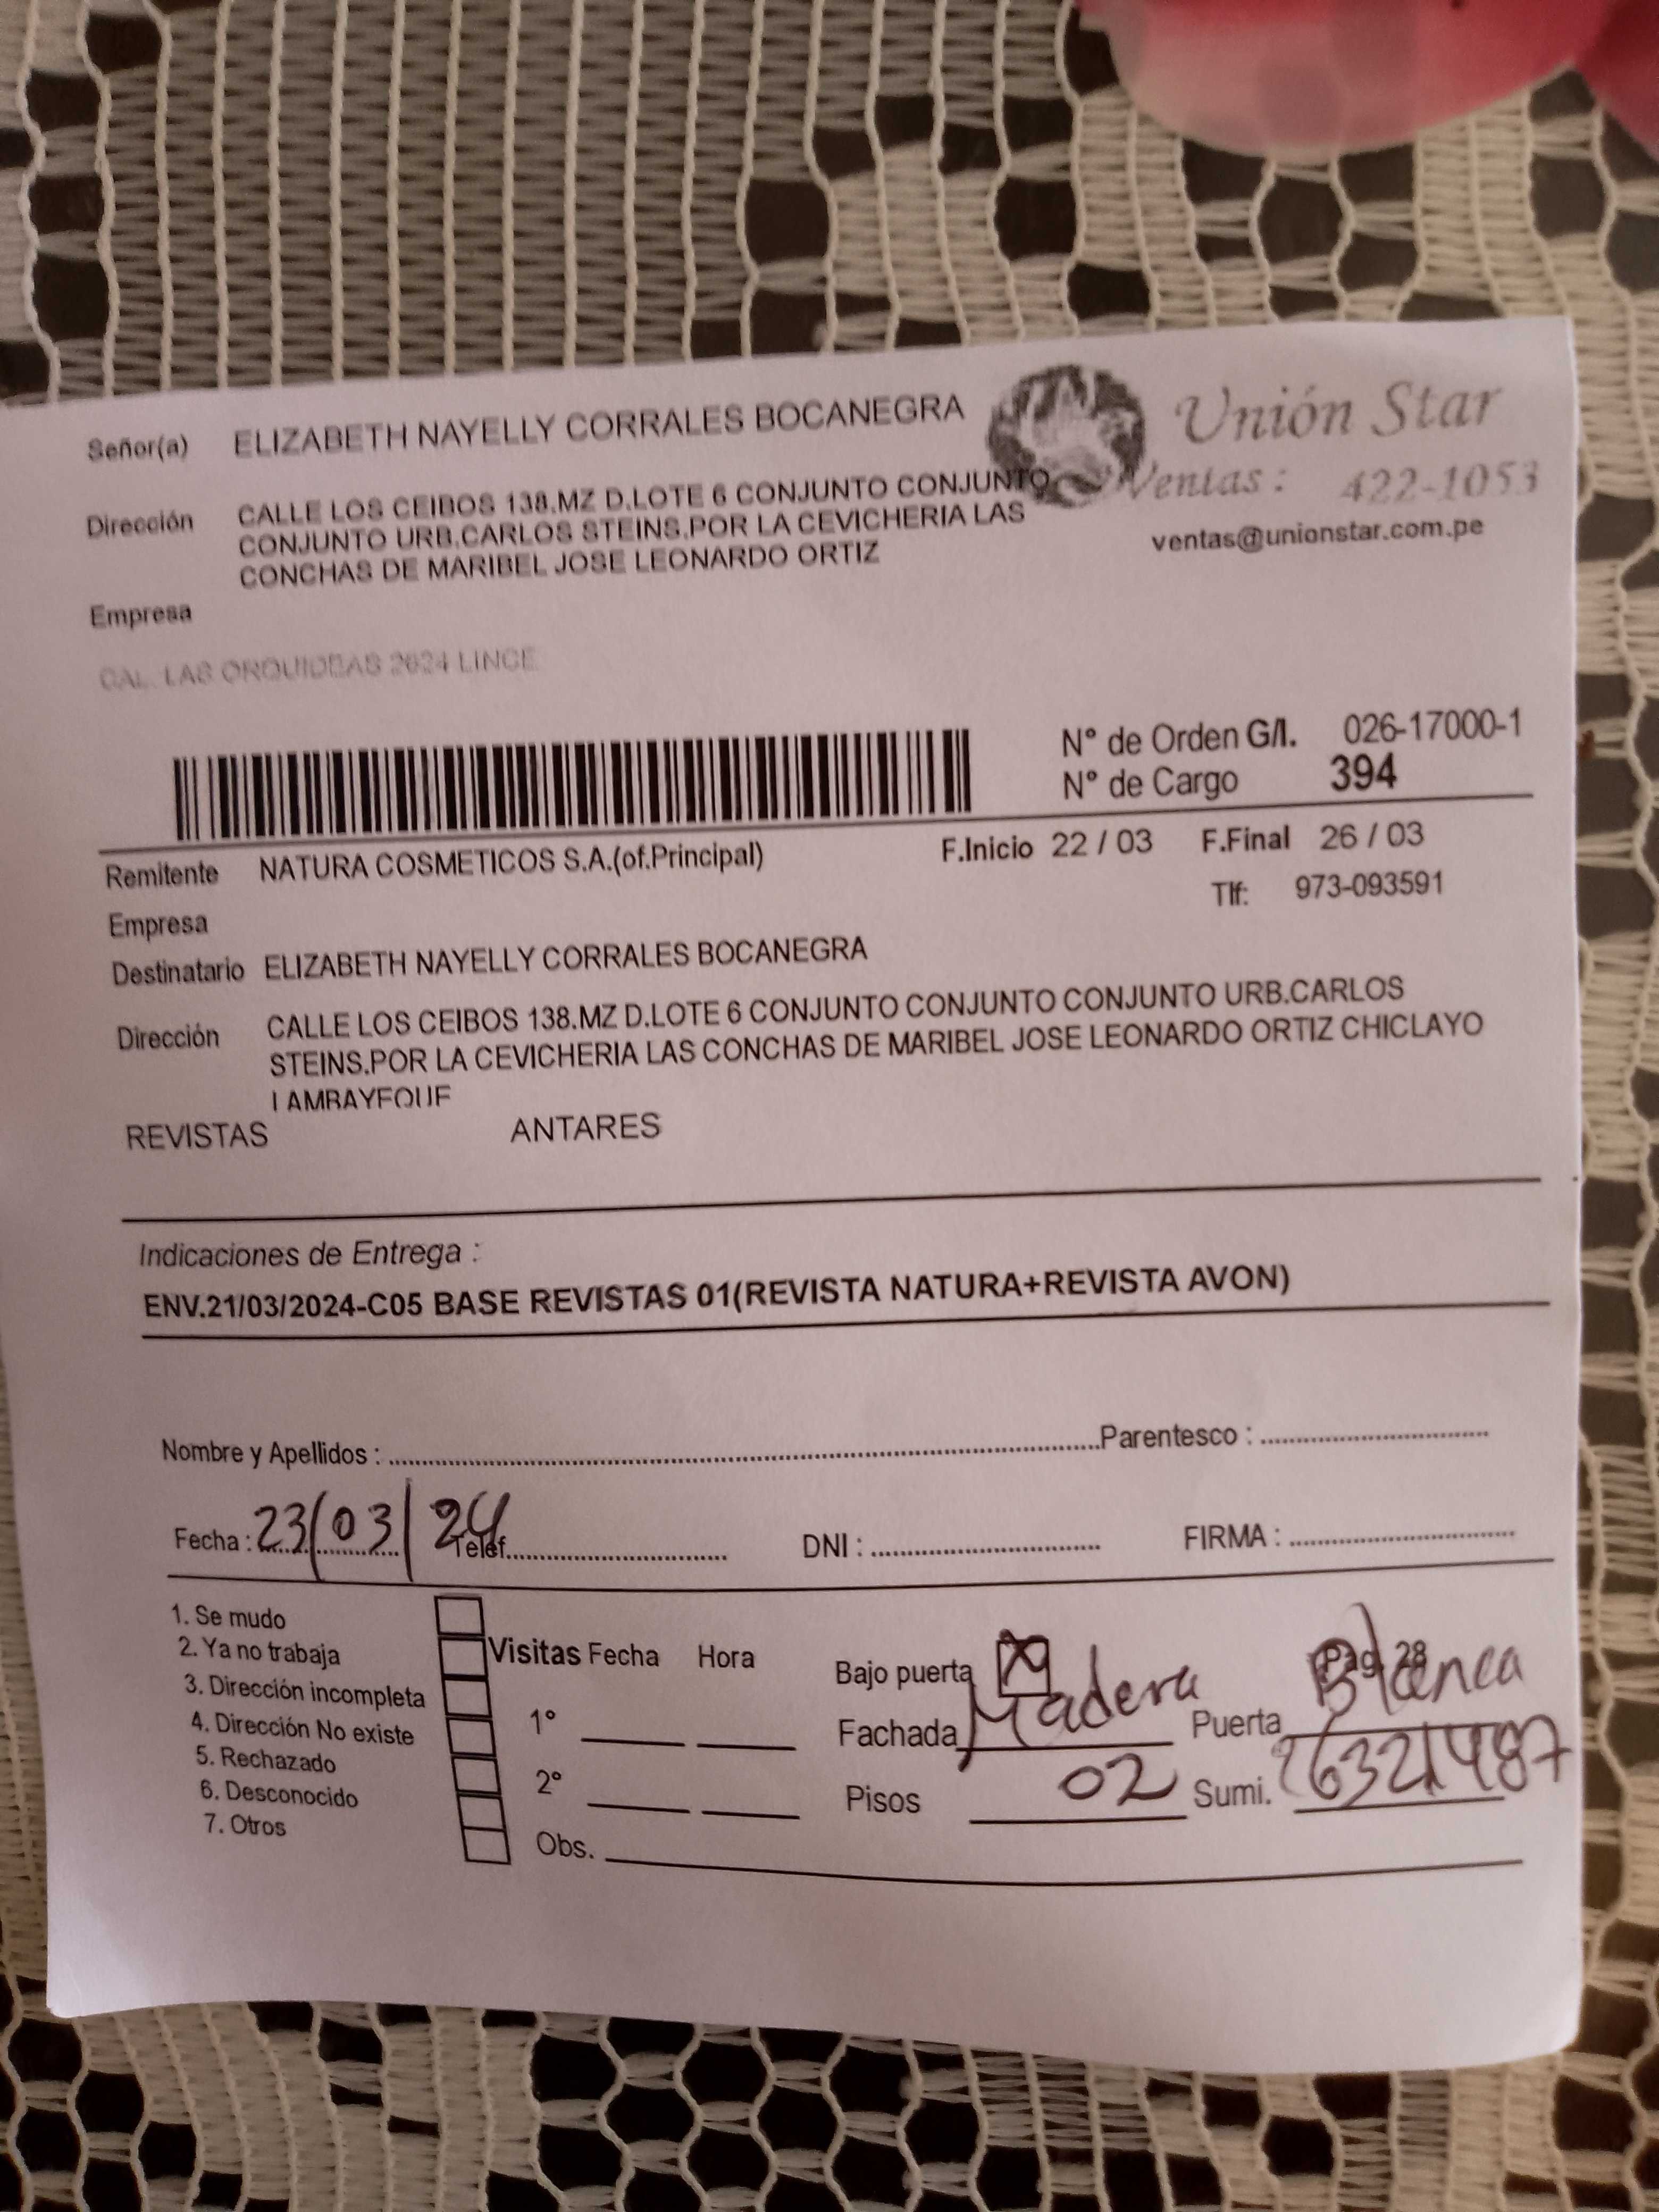 Señor(a) ELIZABETH NAYELLY CORRALES BOCANEGRA
Unión Star
Ventas : 422-1053
ventas@unionstar.com.pe
Dirección CALLE LOS CEIBOS 138.MZ D.LOTE 6 CONJUNTO CONJUNTO
CONJUNTO URB.CARLOS STEINS.POR LA CEVICHERIA LAS
CONCHAS DE MARIBEL JOSE LEONARDO ORTIZ
Empresa
CAL. LAS ORQUIDEAS 2624 LINCE
N° de Orden G/I. 026-17000-1
N° de Cargo 394
Remitente NATURA COSMETICOS S.A.(of.Principal) F.Inicio 22 / 03 F.Final 26 / 03
Tlf: 973-093591
Empresa
Destinatario ELIZABETH NAYELLY CORRALES BOCANEGRA
Dirección CALLE LOS CEIBOS 138.MZ D.LOTE 6 CONJUNTO CONJUNTO CONJUNTO URB.CARLOS
STEINS.POR LA CEVICHERIA LAS CONCHAS DE MARIBEL JOSE LEONARDO ORTIZ CHICLAYO
LAMBAYEQUE
REVISTAS ANTARES
Indicaciones de Entrega :
ENV.21/03/2024-C05 BASE REVISTAS 01(REVISTA NATURA+REVISTA AVON)
Nombre y Apellidos : Parentesco :
Fecha : 23/03/24 Telef. DNI : FIRMA :
1. Se mudo
2. Ya no trabaja
3. Dirección incompleta
4. Dirección No existe
5. Rechazado
6. Desconocido
7. Otros
Visitas Fecha Hora
1°
2°
Obs.
Bajo puerta X
Pag. 28
Fachada Madera Puerta Blanca
Pisos 02 Sumi.